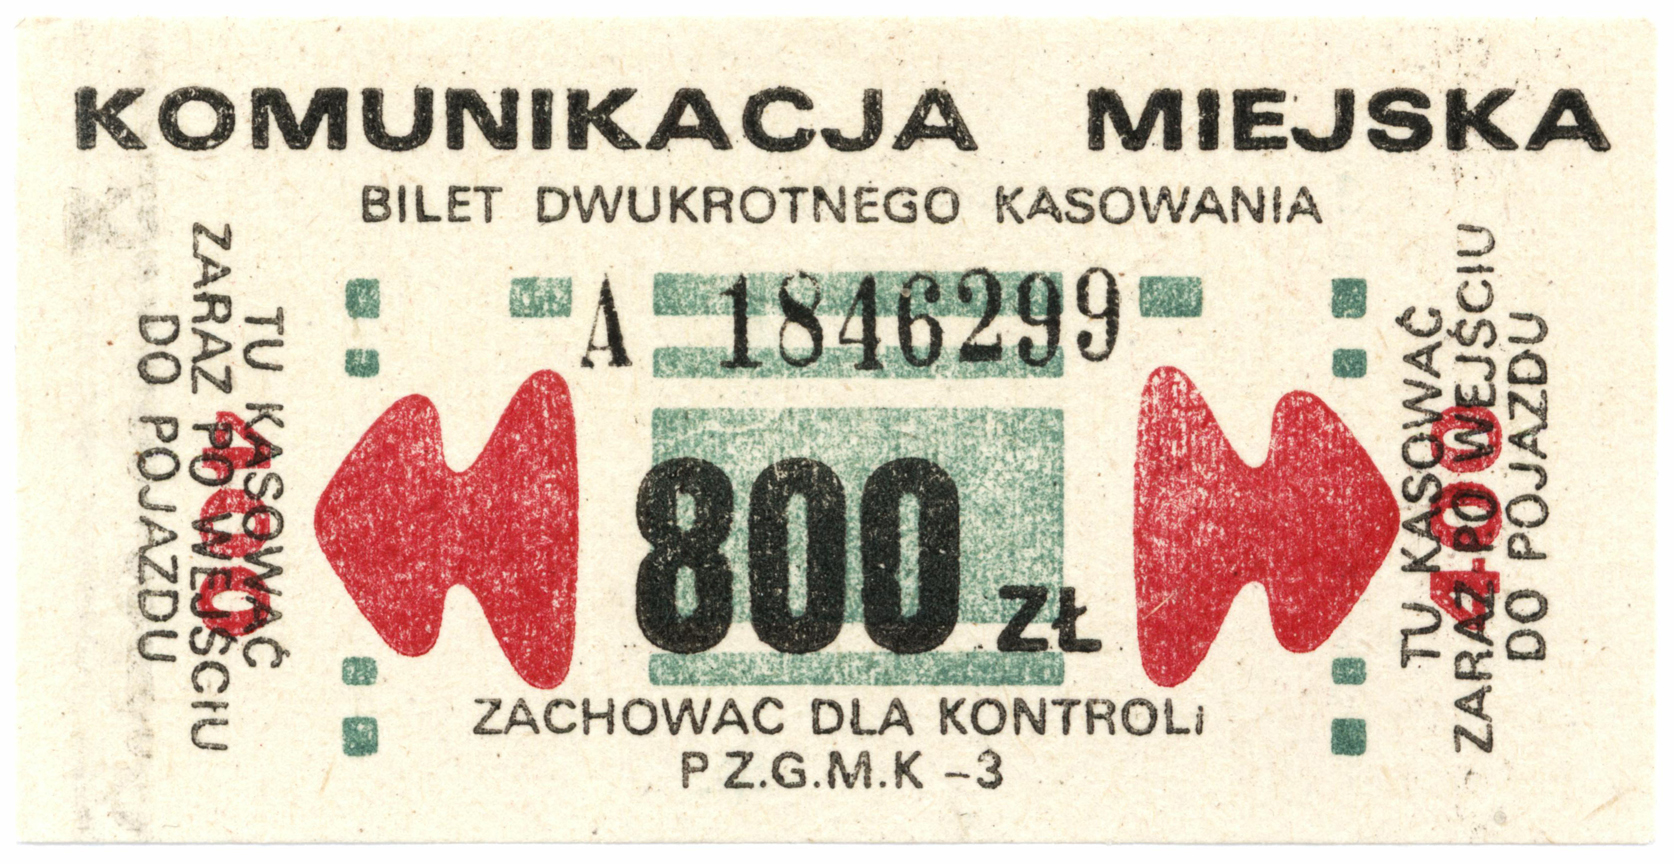 KOMUNIKACJA MIEJSKA
BILET DWUKROTNEGO KASOWANIA
A 1846299
TU KASOWAĆ
ZARAZ PO WEJŚCIU
DO POJAZDU
400
800 ZŁ
TU KASOWAĆ
ZARAZ PO WEJŚCIU
DO POJAZDU
400
ZACHOWAC DLA KONTROLi
P Z.G.M.K -3